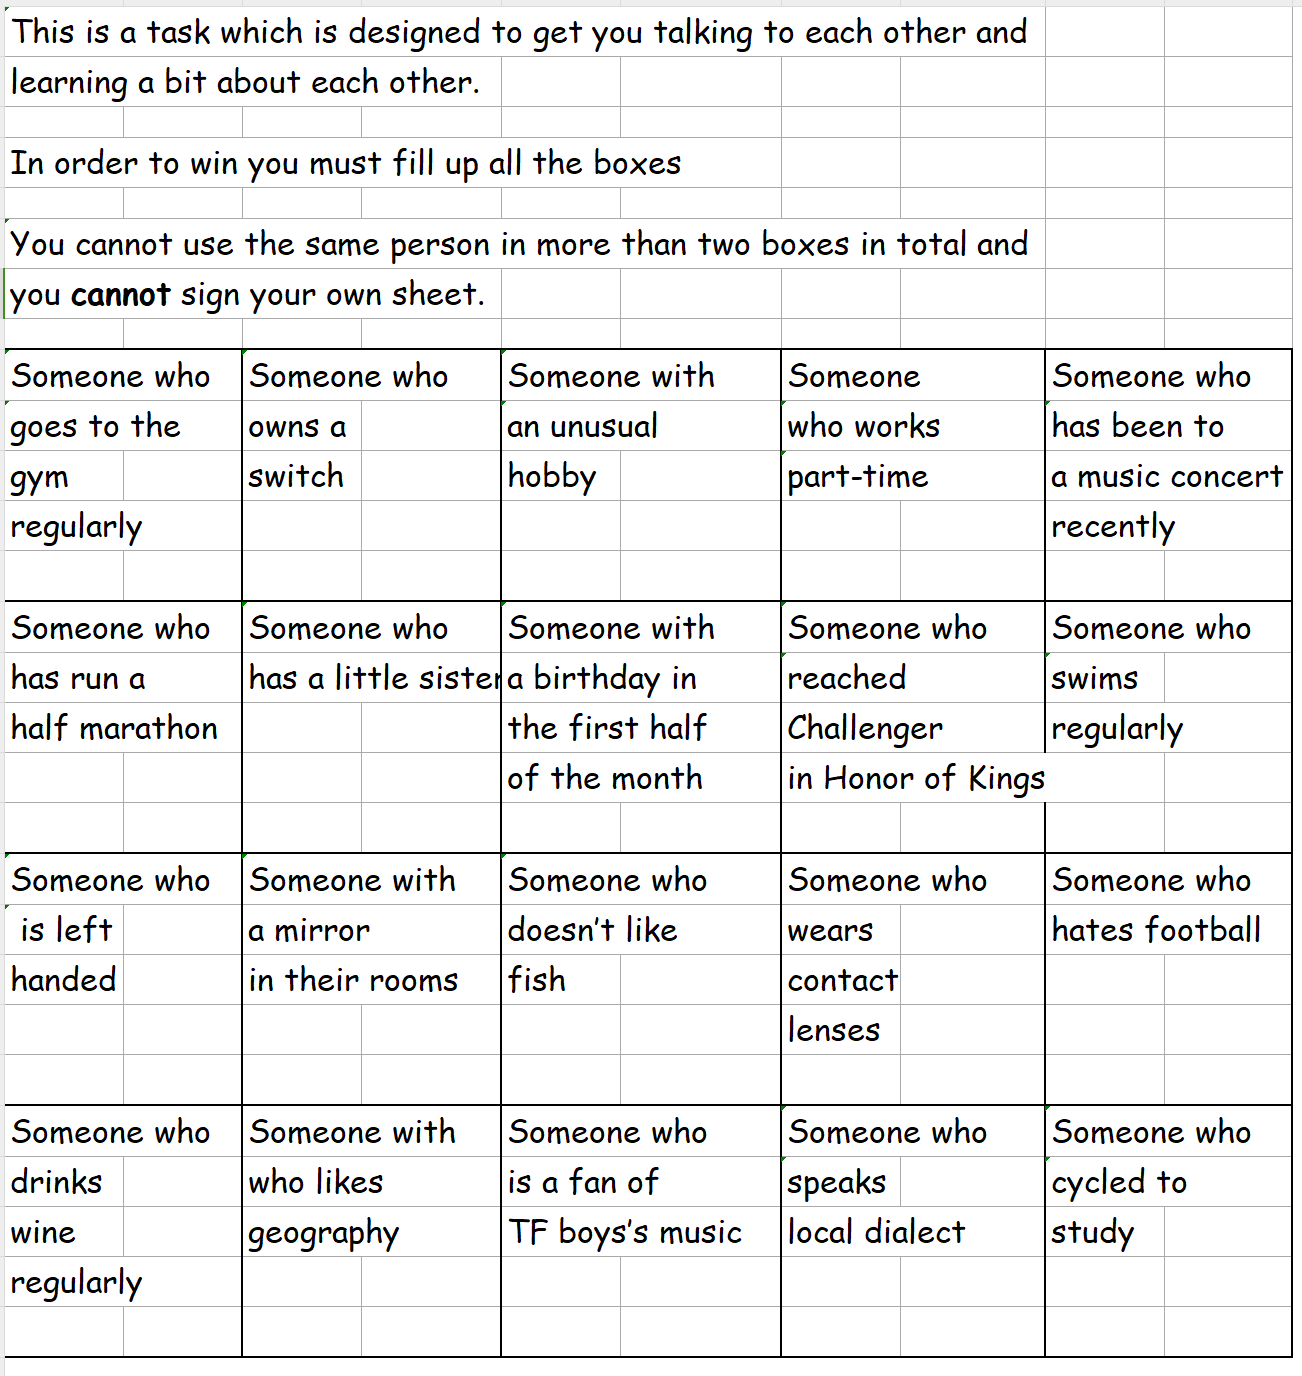 This is a task which is designed to get you talking to each other and
learning a bit about each other.
In order to win you must fill up all the boxes
You cannot use the same person in more than two boxes in total and
you cannot sign your own sheet.
Someone who
goes to the
gym
regularly
Someone who
owns a
switch
Someone with
an unusual
hobby
Someone
who works
part-time
Someone who
has been to
a music concert
recently
Someone who
has run a
half marathon
Someone who
has a little sister
Someone with
a birthday in
the first half
of the month
Someone who
reached
Challenger
in Honor of Kings
Someone who
swims
regularly
Someone who
is left
handed
Someone with
a mirror
in their rooms
Someone who
doesn't like
fish
Someone who
wears
contact
lenses
Someone who
hates football
Someone who
drinks
wine
regularly
Someone with
who likes
geography
Someone who
is a fan of
TF boys's music
Someone who
speaks
local dialect
Someone who
cycled to
study